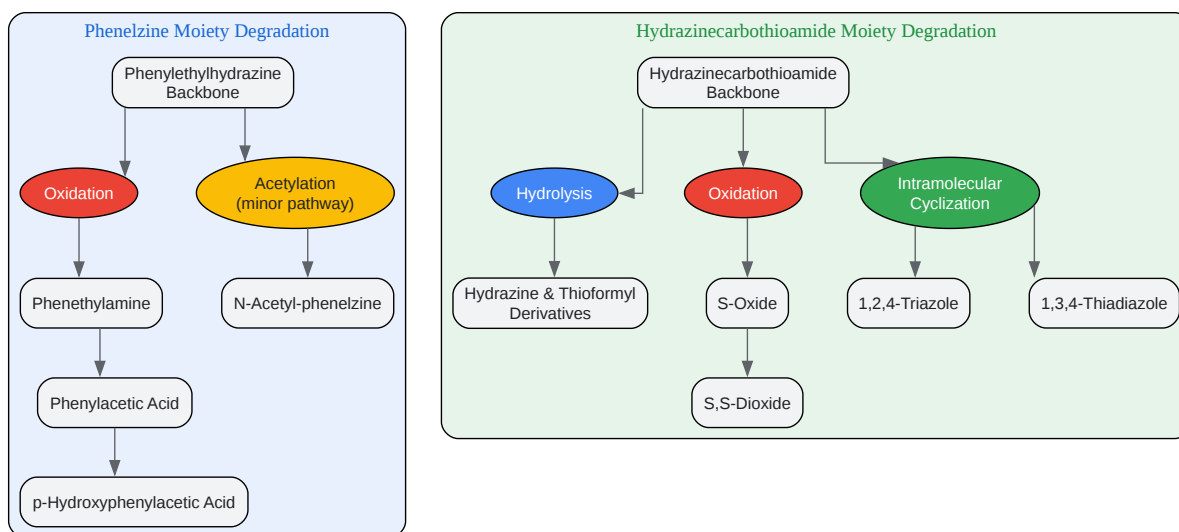 Phenelzine Moiety Degradation
Phenylethylhydrazine
Backbone
Oxidation
Acetylation
(minor pathway)
Phenethylamine
N-Acetyl-phenelzine
Phenylacetic Acid
p-Hydroxyphenylacetic Acid
Hydrazinecarbothioamide Moiety Degradation
Hydrazinecarbothioamide
Backbone
Hydrolysis
Oxidation
Intramolecular
Cyclization
Hydrazine & Thioformyl
Derivatives
S-Oxide
1,2,4-Triazole
1,3,4-Thiadiazole
S,S-Dioxide